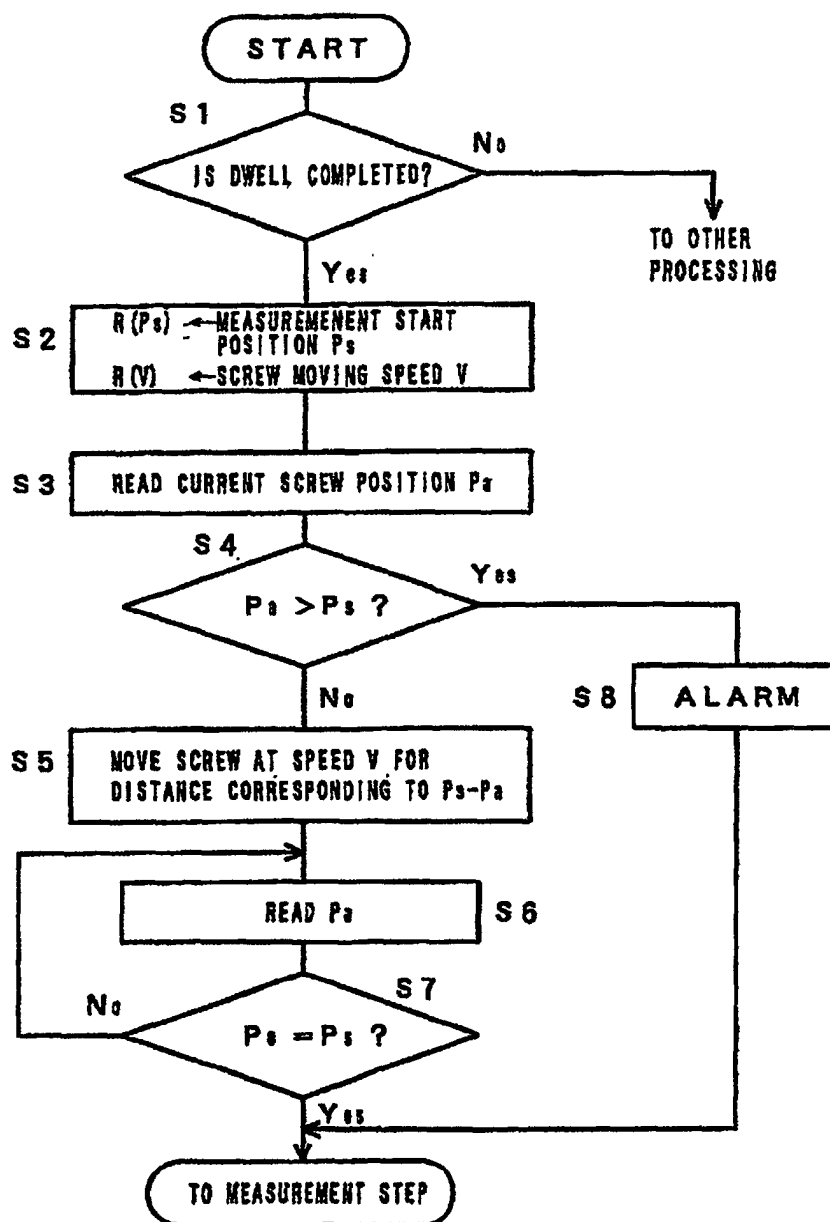 START
S1
No
IS DWELL COMPLETED?
TO OTHER
PROCESSING
Yes
S2
R(Ps) ←MEASUREMENENT START
POSITION Ps
R(V) ←SCREW MOVING SPEED V
S3
READ CURRENT SCREW POSITION Pa
S4
Yes
Pa > Ps ?
No
S8
ALARM
S5
MOVE SCREW AT SPEED V FOR
DISTANCE CORRESPONDING TO Ps-Pa
READ Pa
S6
S7
No
Pa = Ps ?
Yes
TO MEASUREMENT STEP